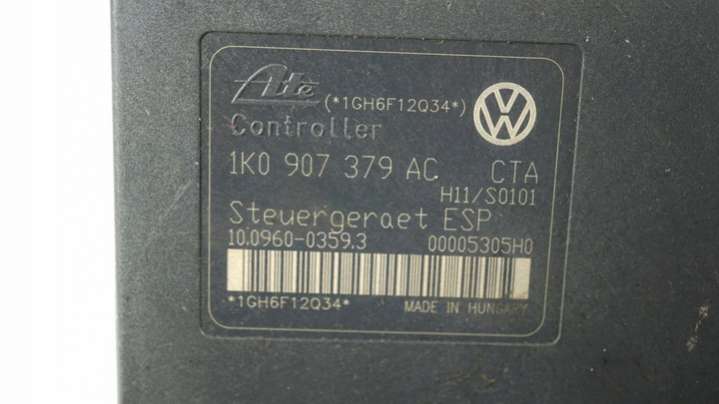 Ate (*1GH6F12Q34*)
Controller
1K0 907 379 AC CTA
H11/S0101
Steuergeraet ESP
10.0960-0359.3 00005305H0
*1GH6F12Q34* MADE IN HUNGARY